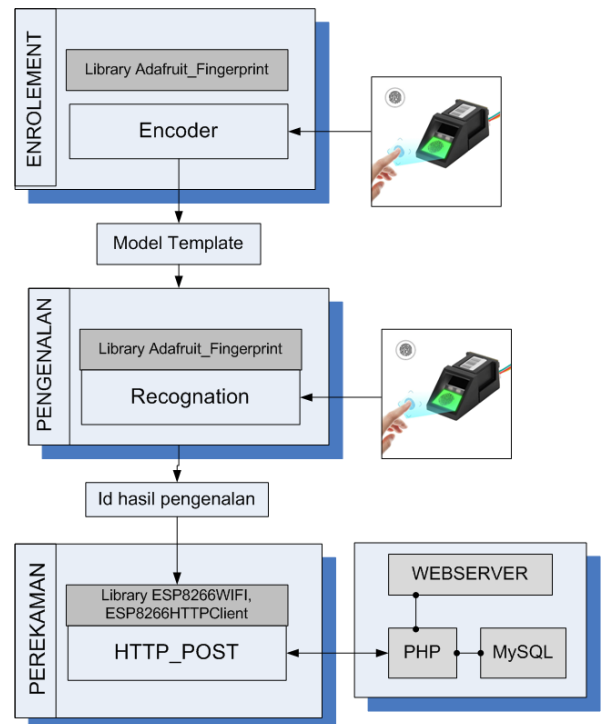 ENROLEMENT
Library Adafruit_Fingerprint
Encoder
Model Template
PENGENALAN
Library Adafruit_Fingerprint
Recognation
Id hasil pengenalan
PEREKAMAN
Library ESP8266WIFI,
ESP8266HTTPClient
HTTP_POST
WEBSERVER
PHP
MySQL